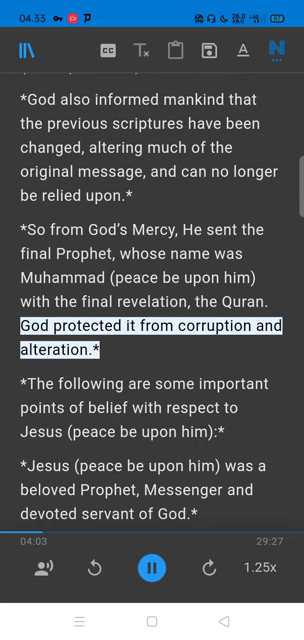 04.33
*God also informed mankind that
the previous scriptures have been
changed, altering much of the
original message, and can no longer
be relied upon.*
*So from God's Mercy, He sent the
final Prophet, whose name was
Muhammad (peace be upon him)
with the final revelation, the Quran.
God protected it from corruption and
alteration.*
*The following are some important
points of belief with respect to
Jesus (peace be upon him):*
*Jesus (peace be upon him) was a
beloved Prophet, Messenger and
devoted servant of God.*
04:03 29:27
1.25x